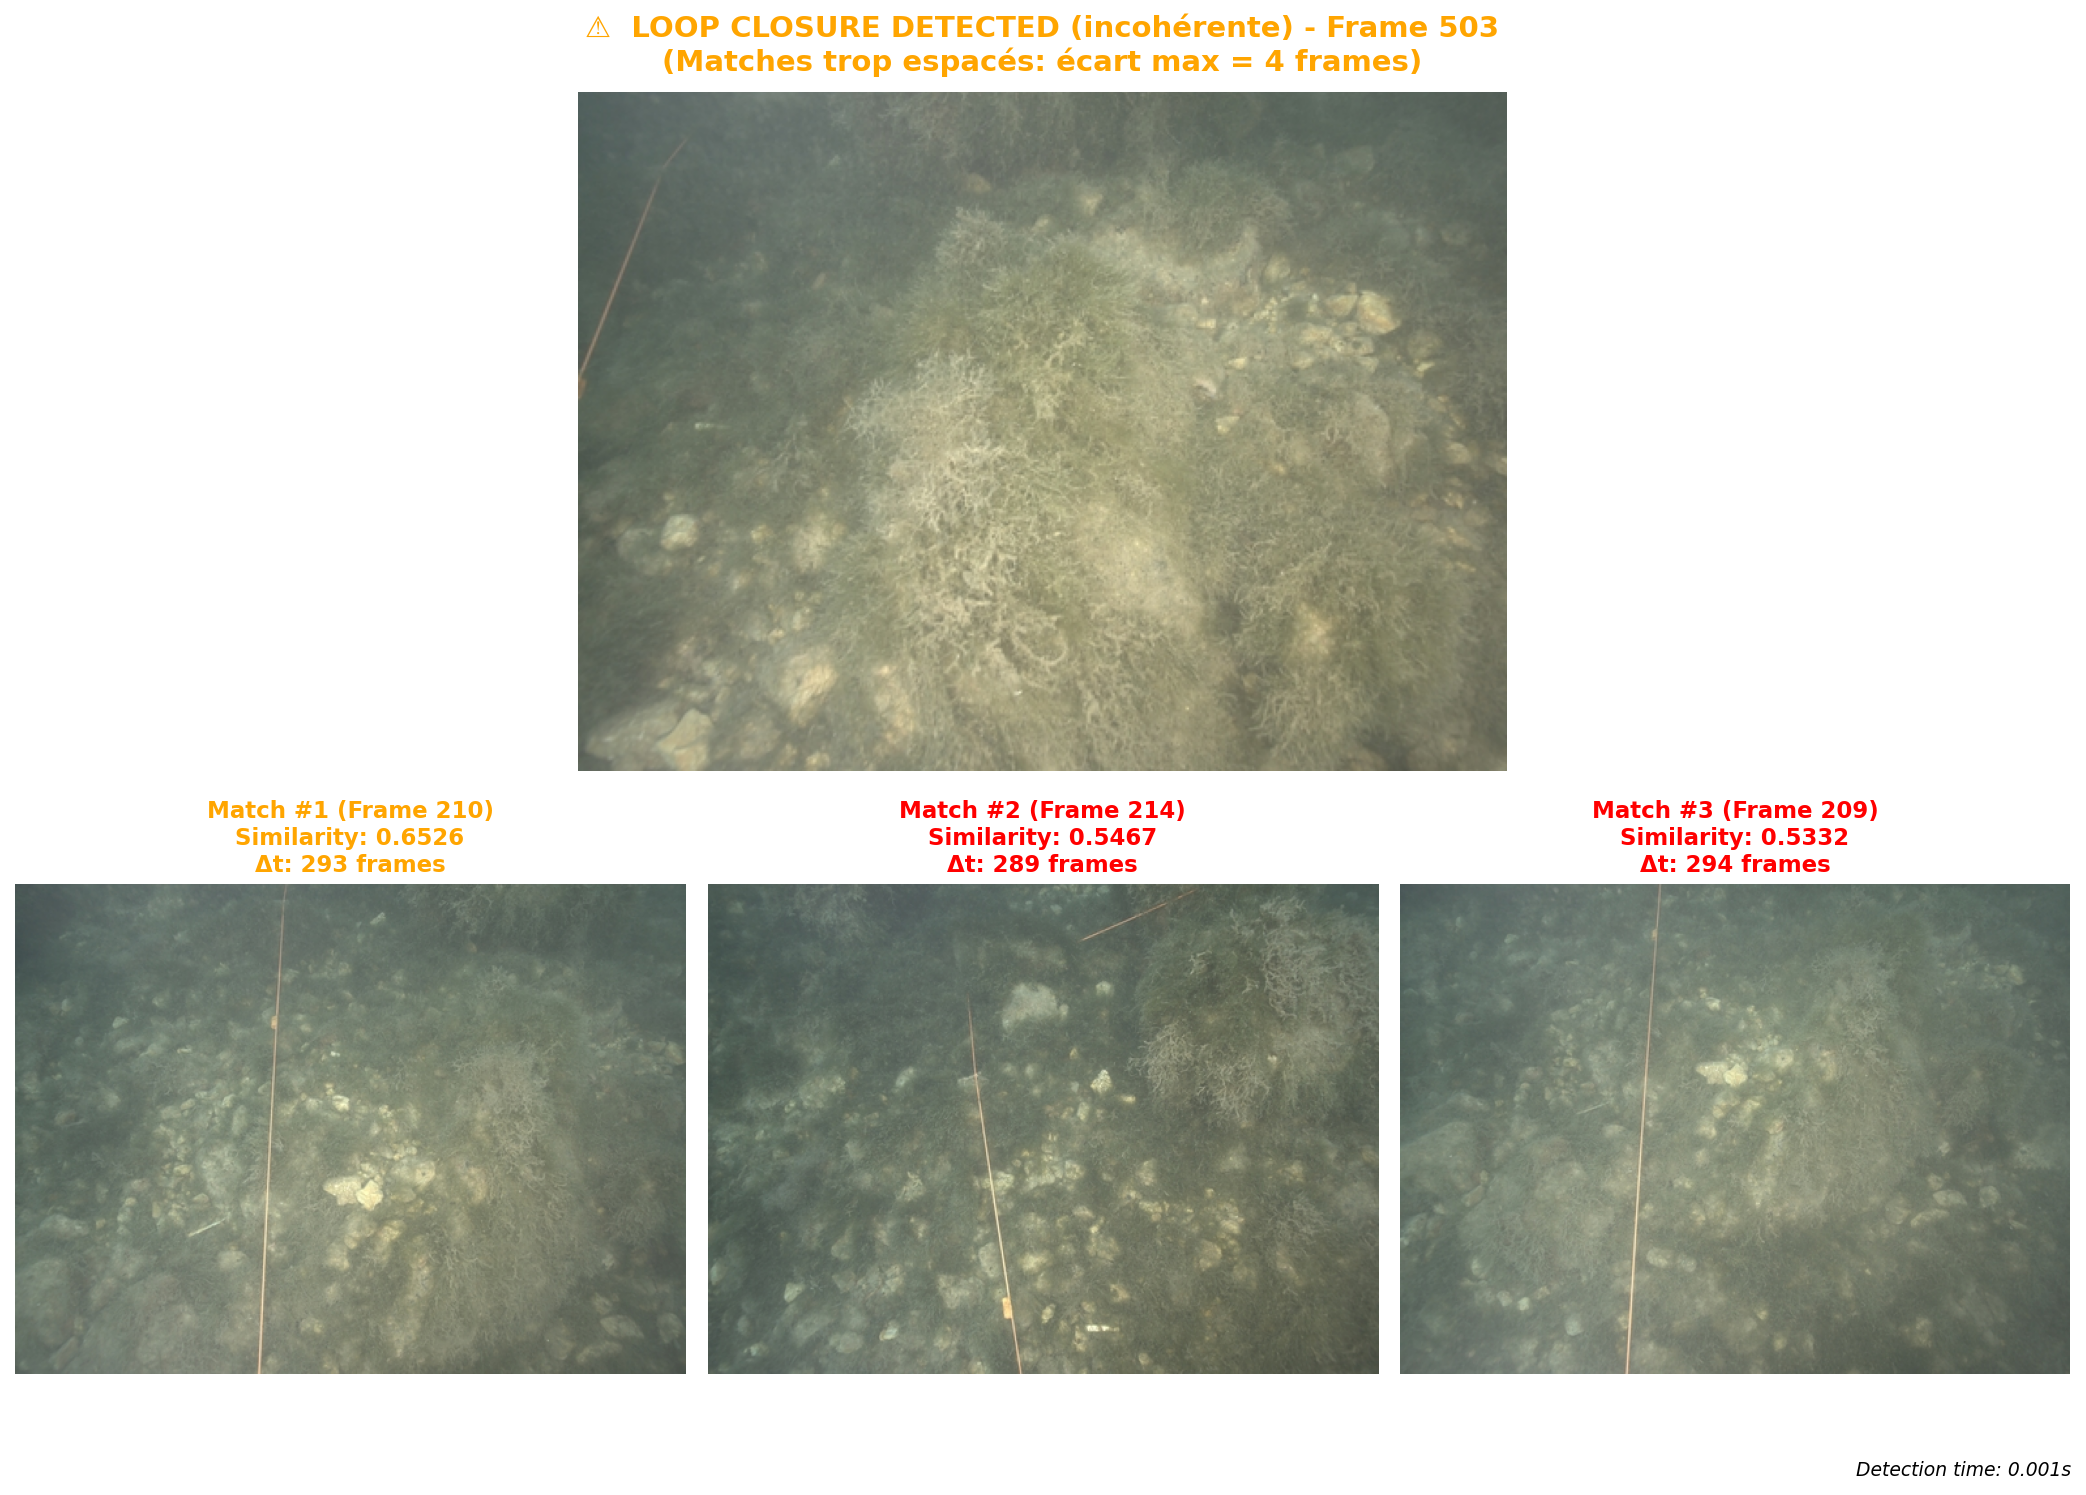 ⚠ LOOP CLOSURE DETECTED (incohérente) - Frame 503
(Matches trop espacés: écart max = 4 frames)
Match #1 (Frame 210)
Similarity: 0.6526
Δt: 293 frames
Match #2 (Frame 214)
Similarity: 0.5467
Δt: 289 frames
Match #3 (Frame 209)
Similarity: 0.5332
Δt: 294 frames
Detection time: 0.001s